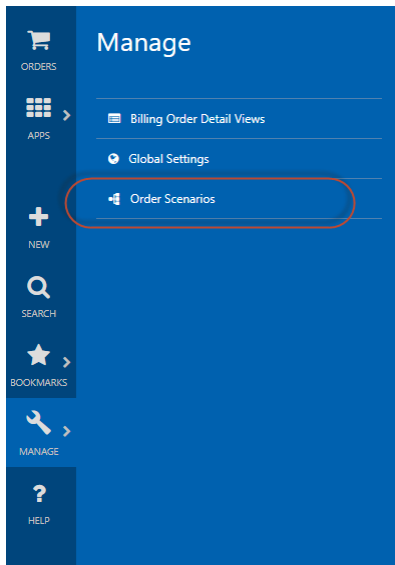 Manage
ORDERS
APPS
NEW
SEARCH
BOOKMARKS
MANAGE
?
HELP
Billing Order Detail Views
Global Settings
Order Scenarios